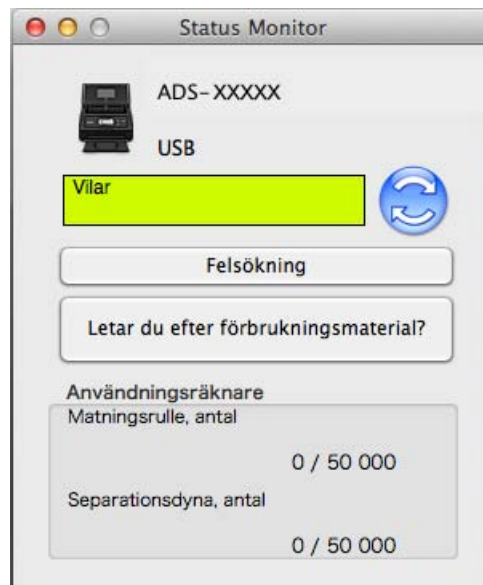 Status Monitor
ADS-XXXXX
USB
Vilar
Felsökning
Letar du efter förbrukningsmaterial?
Användningsräknare
Matningsrulle, antal
0 / 50 000
Separationsdyna, antal
0 / 50 000